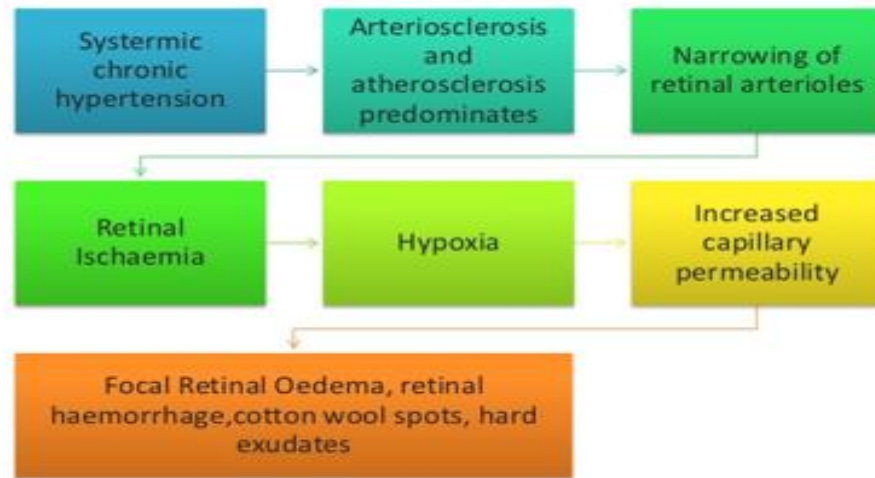 Systermic
chronic
hypertension
Arteriosclerosis
and
atherosclerosis
predominates
Narrowing of
retinal arterioles
Retinal
Ischaemia
Hypoxia
Increased
capillary
permeability
Focal Retinal Oedema, retinal
haemorrhage,cotton wool spots, hard
exudates